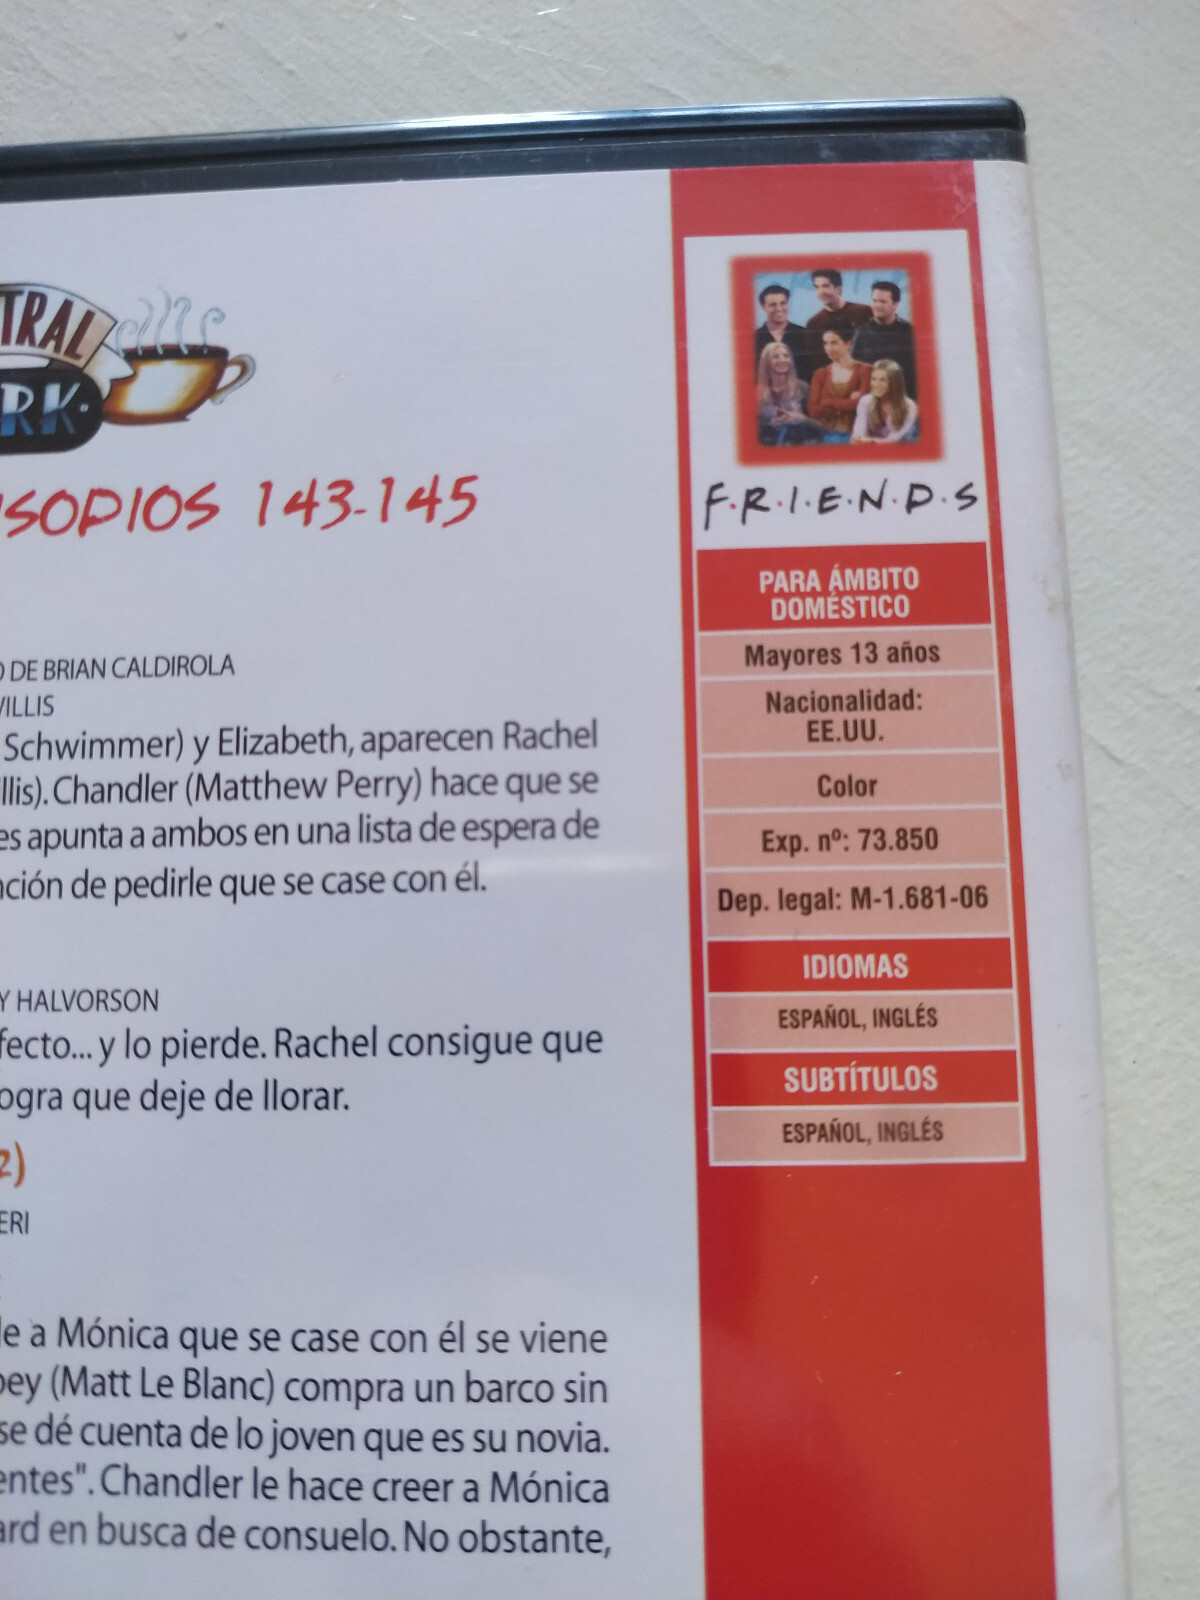 TRAL
RK
ISODIOS 143-145
DE BRIAN CALDIROLA
WILLIS
Schwimmer) y Elizabeth, aparecen Rachel
llis). Chandler (Matthew Perry) hace que se
es apunta a ambos en una lista de espera de
ción de pedirle que se case con él.
Y HALVORSON
fecto... y lo pierde. Rachel consigue que
ogra que deje de llorar.
2)
ERI
le a Mónica que se case con él se viene
oey (Matt Le Blanc) compra un barco sin
se dé cuenta de lo joven que es su novia.
entes". Chandler le hace creer a Mónica
ard en busca de consuelo. No obstante,
F·R·I·E·N·D·S
PARA ÁMBITO
DOMÉSTICO
Mayores 13 años
Nacionalidad:
EE.UU.
Color
Exp. nº: 73.850
Dep. legal: M-1.681-06
IDIOMAS
ESPAÑOL, INGLÉS
SUBTÍTULOS
ESPAÑOL, INGLÉS